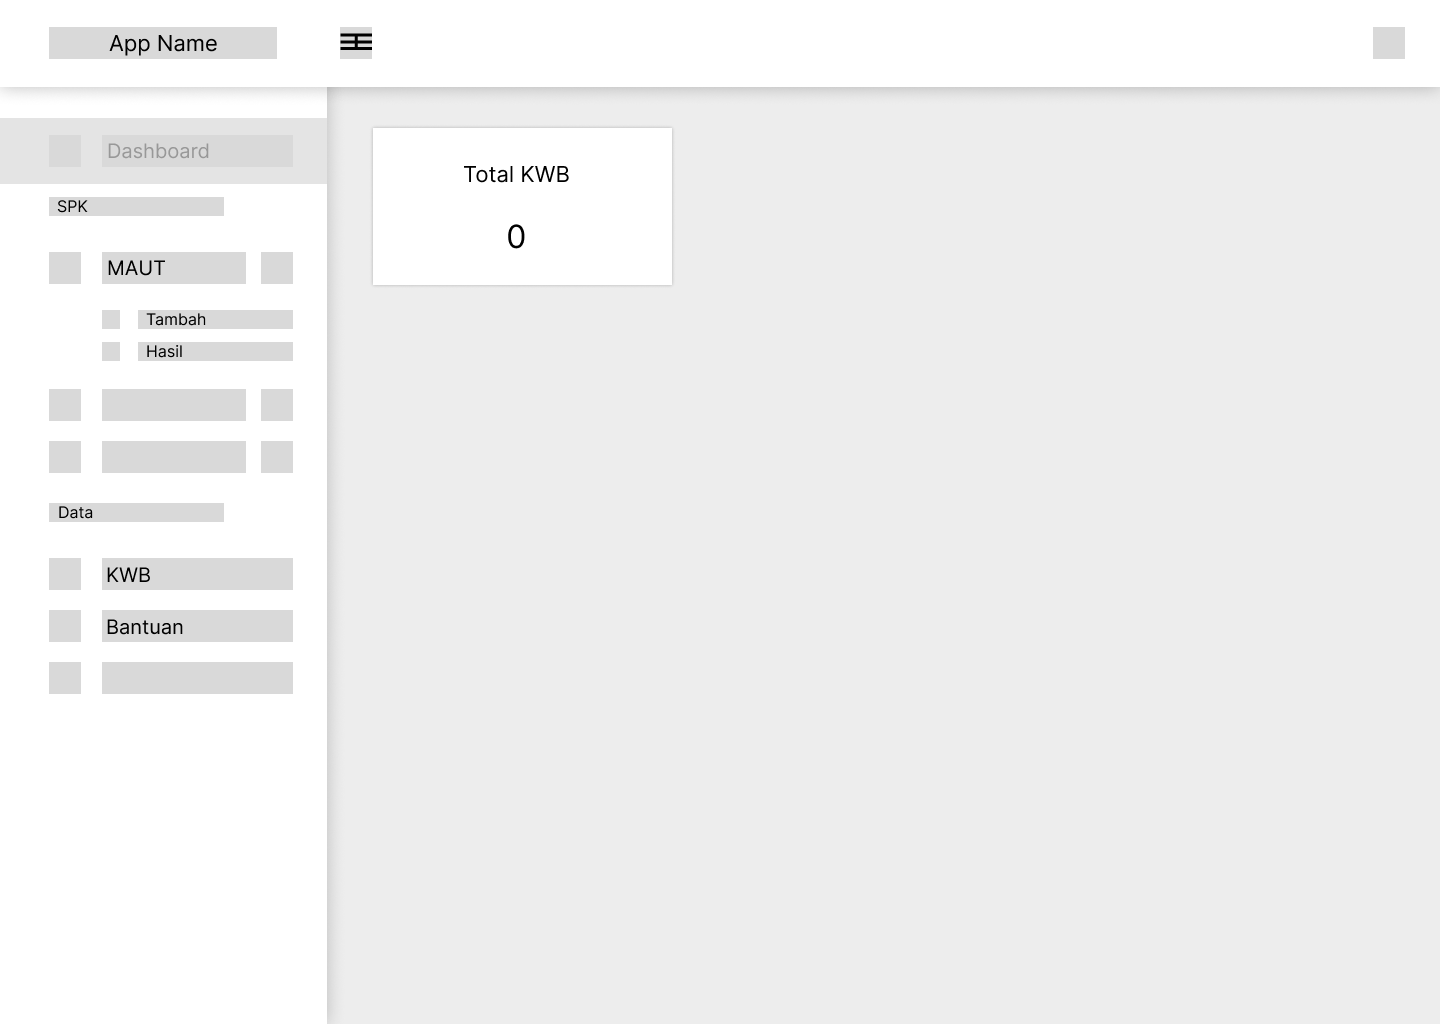 App Name
Dashboard
SPK
MAUT
Tambah
Hasil
Data
KWB
Bantuan
Total KWB
0